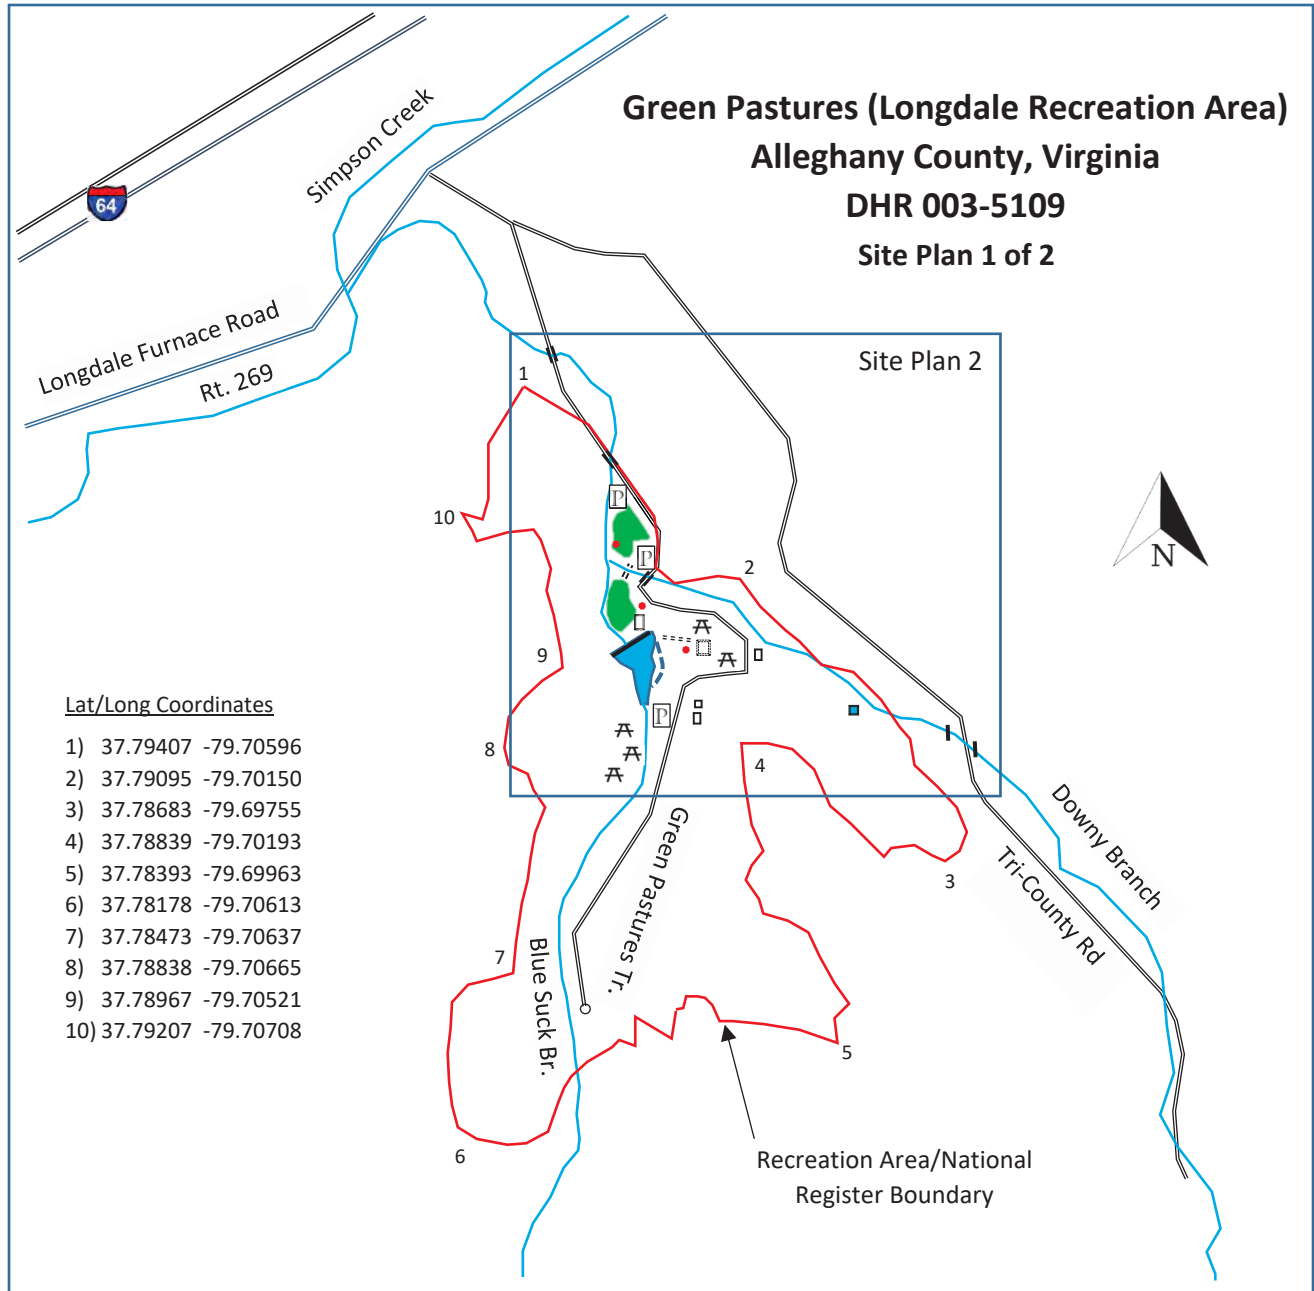 Green Pastures (Longdale Recreation Area)
Alleghany County, Virginia
DHR 003-5109
Site Plan 1 of 2
Simpson Creek
64
Longdale Furnace Road
Rt. 269
Site Plan 2
1
10
P
P
2
N
9
8
P
4
3
Lat/Long Coordinates
1) 37.79407 -79.70596
2) 37.79095 -79.70150
3) 37.78683 -79.69755
4) 37.78839 -79.70193
5) 37.78393 -79.69963
6) 37.78178 -79.70613
7) 37.78473 -79.70637
8) 37.78838 -79.70665
9) 37.78967 -79.70521
10) 37.79207 -79.70708
Green Pastures Tr.
Downy Branch
Tri-County Rd
7
Blue Suck Br.
5
6
Recreation Area/National
Register Boundary